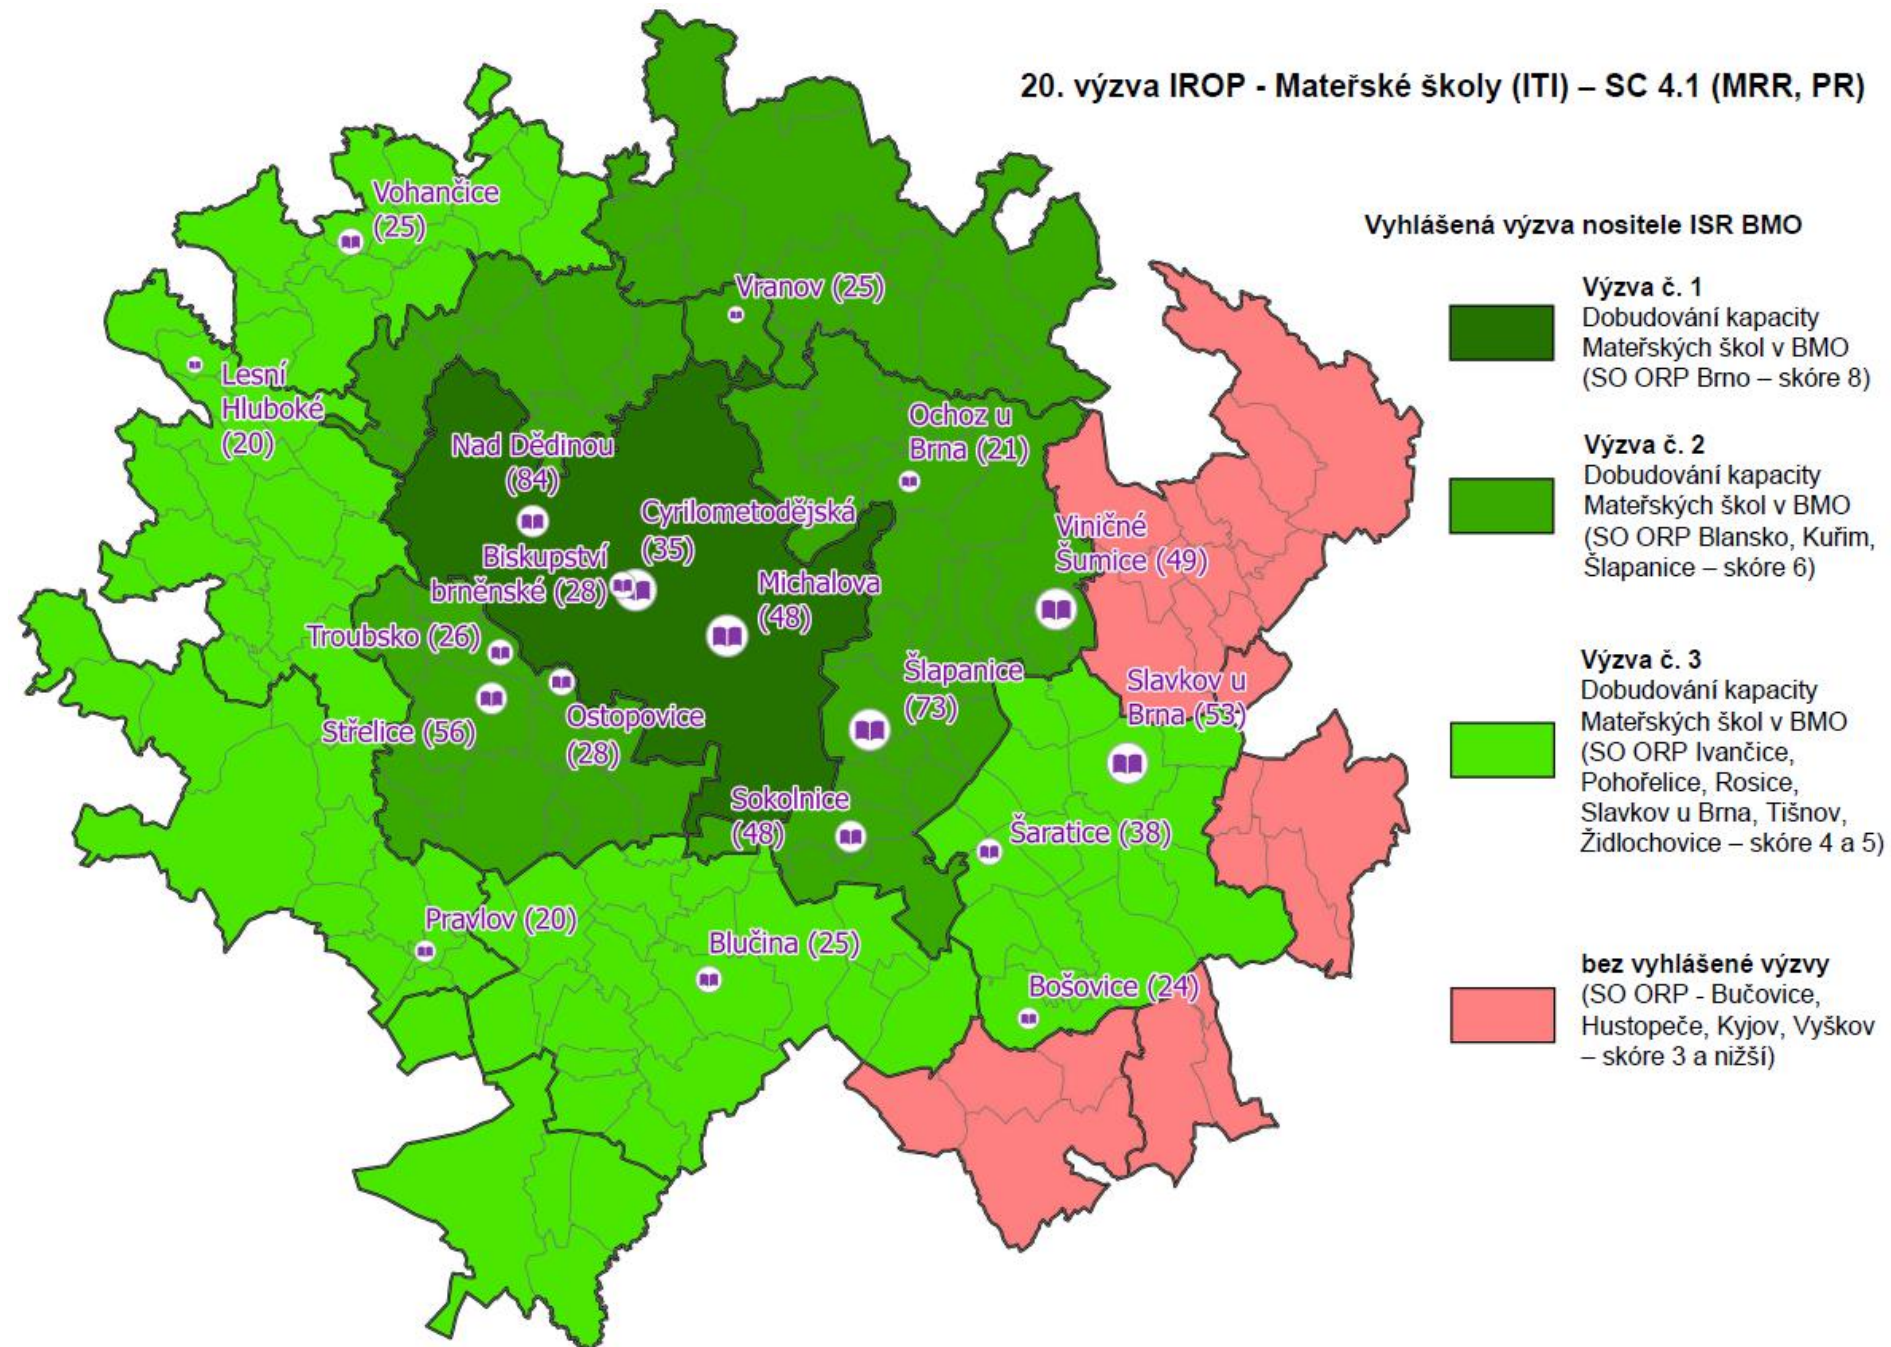 20. výzva IROP - Mateřské školy (ITI) – SC 4.1 (MRR, PR)
Vyhlášená výzva nositele ISR BMO
Výzva č. 1
Dobudování kapacity
Mateřských škol v BMO
(SO ORP Brno – skóre 8)
Výzva č. 2
Dobudování kapacity
Mateřských škol v BMO
(SO ORP Blansko, Kuřim,
Šlapanice – skóre 6)
Výzva č. 3
Dobudování kapacity
Mateřských škol v BMO
(SO ORP Ivančice,
Pohořelice, Rosice,
Slavkov u Brna, Tišnov,
Židlochovice – skóre 4 a 5)
bez vyhlášené výzvy
(SO ORP - Bučovice,
Hustopeče, Kyjov, Vyškov
– skóre 3 a nižší)
Vohančice
(25)
Vranov (25)
Lesní
Hluboké
(20)
Nad Dědinou
(84)
Ochoz u
Brna (21)
Cyrilometodějská
(35)
Viničné
Šumice (49)
Biskupství
brněnské (28)
Michalova
(48)
Troubsko (26)
Šlapanice
(73)
Slavkov u
Brna (53)
Střelice (56)
Ostopovice
(28)
Sokolnice
(48)
Šaratice (38)
Pravlov (20)
Blučina (25)
Bošovice (24)